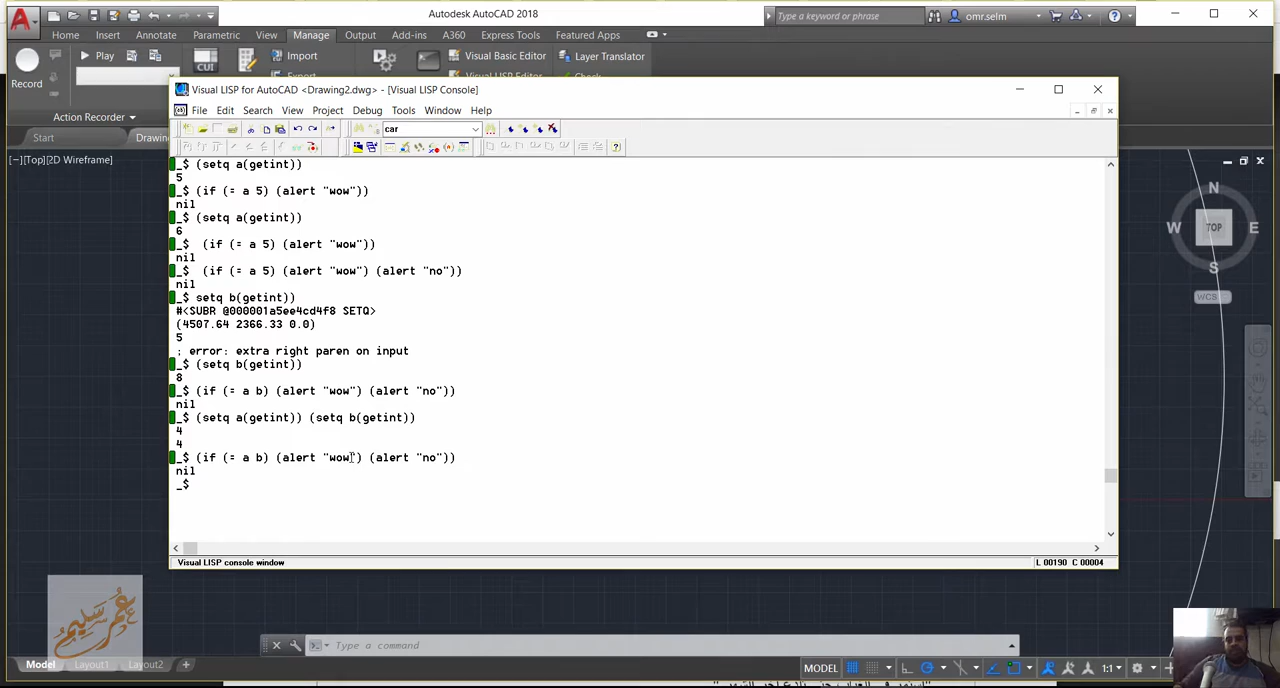 Autodesk AutoCAD 2018
Type a keyword or phrase
omr.selm
Home Insert Annotate Parametric View Manage Output Add-ins A360 Express Tools Featured Apps
Play
Import
Visual Basic Editor
Layer Translator
CUI
Record
Export
Action Recorder
Start
[−][Top][2D Wireframe]
Visual LISP for AutoCAD <Drawing2.dwg> - [Visual LISP Console]
File Edit Search View Project Debug Tools Window Help
car
_$ (setq a(getint))
5
_$ (if (= a 5) (alert "wow"))
nil
_$ (setq a(getint))
6
_$  (if (= a 5) (alert "wow"))
nil
_$  (if (= a 5) (alert "wow") (alert "no"))
nil
_$ setq b(getint))
#<SUBR @000001a5ee4cd4f8 SETQ>
(4507.64 2366.33 0.0)
5
; error: extra right paren on input
_$ (setq b(getint))
8
_$ (if (= a b) (alert "wow") (alert "no"))
nil
_$ (setq a(getint)) (setq b(getint))
4
4
_$ (if (= a b) (alert "wow") (alert "no"))
nil
_$
Visual LISP console window
L 00190 C 00004
N
W TOP E
S
WCS
عمر سليم
Type a command
Model Layout1 Layout2 +
MODEL
1:1